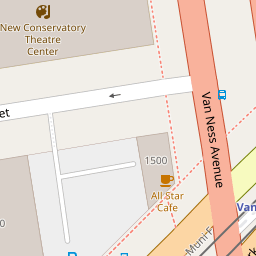 New Conservatory
Theatre
Center
et
Van Ness Avenue
1500
All Star
Cafe
Van
Muni-F